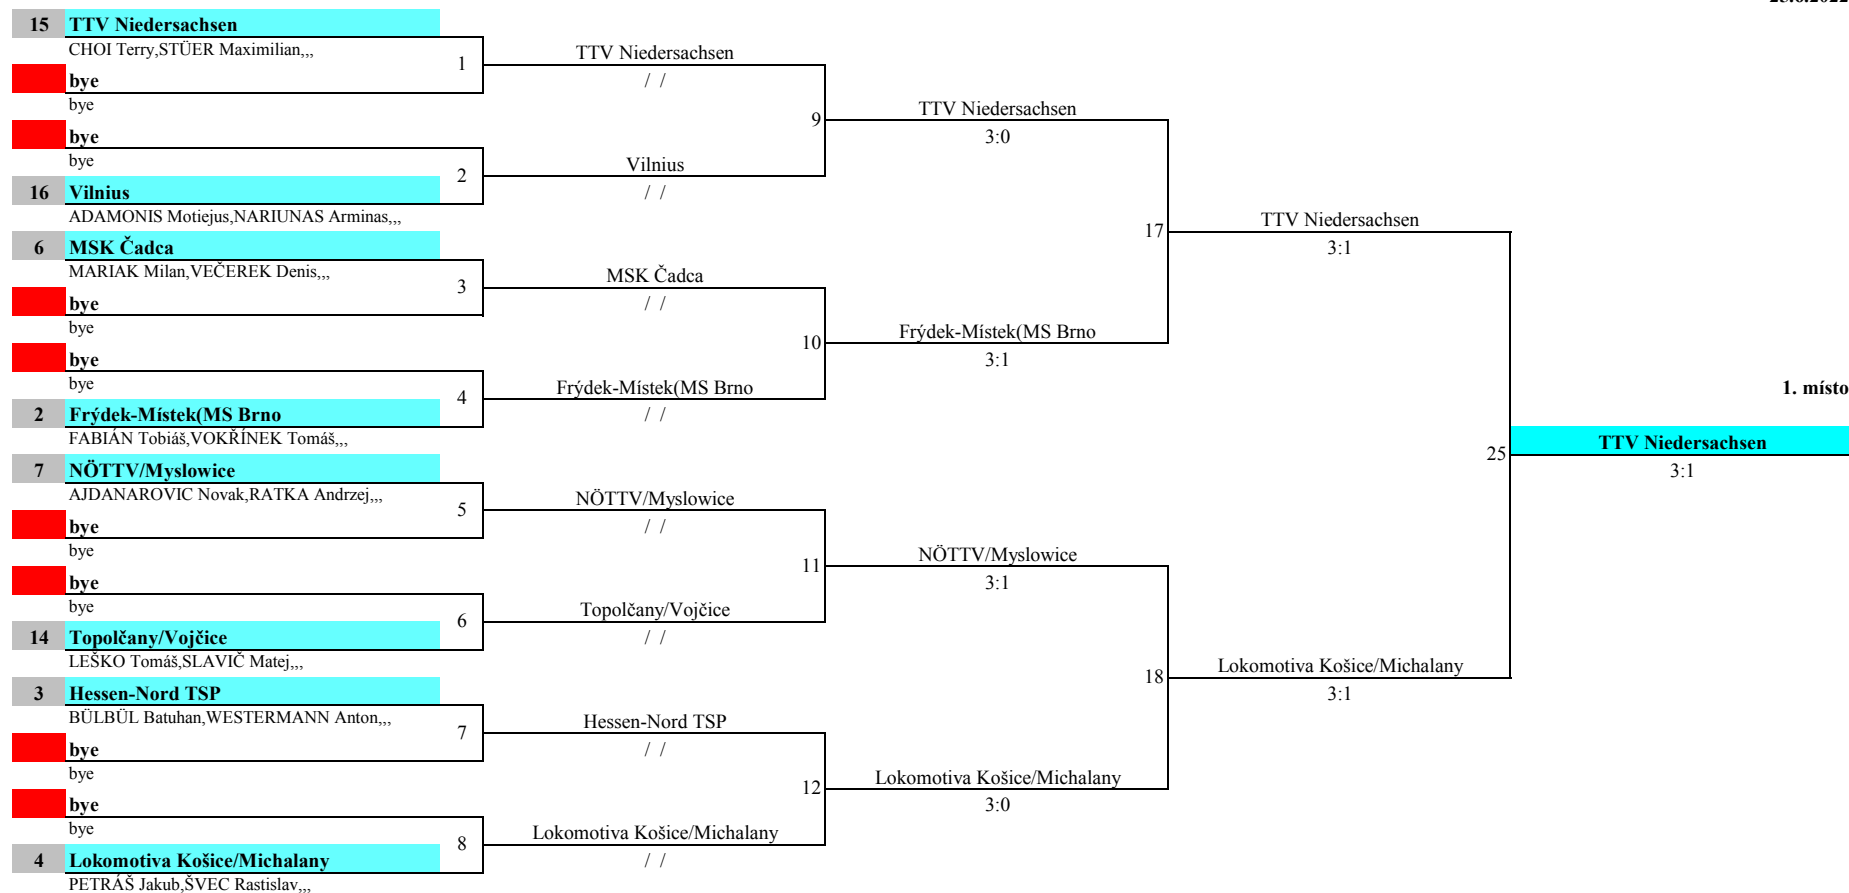 15 TTV Niedersachsen
CHOI Terry,STÜER Maximilian,,,
1
TTV Niedersachsen
/ /
bye
bye
9
TTV Niedersachsen
3:0
bye
bye
2
Vilnius
/ /
16 Vilnius
ADAMONIS Motiejus,NARIUNAS Arminas,,,
17
TTV Niedersachsen
3:1
6 MSK Čadca
MARIAK Milan,VEČEREK Denis,,,
3
MSK Čadca
/ /
bye
bye
10
Frýdek-Místek(MS Brno
3:1
bye
bye
4
Frýdek-Místek(MS Brno
/ /
2 Frýdek-Místek(MS Brno
FABIÁN Tobiáš,VOKŘÍNEK Tomáš,,,
1. místo
25
TTV Niedersachsen
3:1
7 NÖTTV/Myslowice
AJDANAROVIC Novak,RATKA Andrzej,,,
5
NÖTTV/Myslowice
/ /
bye
bye
11
NÖTTV/Myslowice
3:1
bye
bye
6
Topolčany/Vojčice
/ /
14 Topolčany/Vojčice
LEŠKO Tomáš,SLAVIČ Matej,,,
18
Lokomotiva Košice/Michalany
3:1
3 Hessen-Nord TSP
BÜLBÜL Batuhan,WESTERMANN Anton,,,
7
Hessen-Nord TSP
/ /
bye
bye
12
Lokomotiva Košice/Michalany
3:0
bye
bye
8
Lokomotiva Košice/Michalany
/ /
4 Lokomotiva Košice/Michalany
PETRÁŠ Jakub,ŠVEC Rastislav,,,